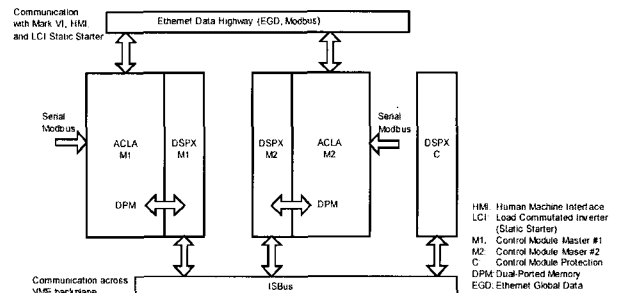 Communication
with Mark VI, HMI,
and LCI Static Starter
Ethernet Data Highway (EGD, Modbus)
Serial
Modbus
ACLA
M1
DSPX
M1
DSPX
M2
ACLA
M2
Serial
Modbus
DSPX
C
DPM
DPM
HMI: Human Machine Interface
LCI: Load Commutated Inverter
(Static Starter)
M1: Control Module Master #1
M2: Control Module Maser #2
C: Control Module Protection
DPM: Dual-Ported Memory
EGD: Ethernet Global Data
Communication across
VME backplane
ISBus